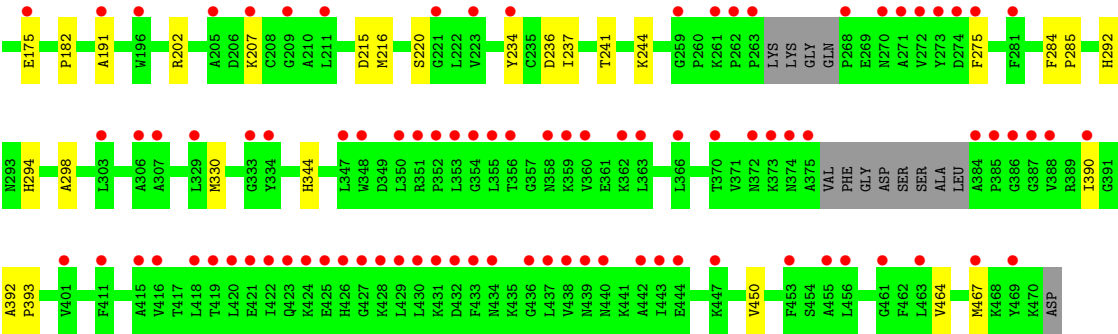 E175 P182 A191 W196 R202 A205 D206 K207 C208 G209 A210 L211 D215 M216 S220 G221 L222 V223 Y234 C235 D236 I237 T241 K244 G259 P260 K261 P262 P263 LYS LYS GLY GLN P268 E269 N270 A271 V272 Y273 D274 F275 F281 F284 P285 H292
N293 H294 A298 L303 A306 A307 L329 M330 G333 Y334 H344 L347 W348 D349 L350 R351 P352 L353 G354 L355 T356 G357 N358 K359 V360 E361 K362 L363 L366 T370 V371 N372 K373 N374 A375 VAL PHE GLY ASP SER SER ALA LEU A384 P385 G386 G387 V388 R389 I390 G391
A392 P393 V401 F411 A415 V416 T417 L418 T419 L420 E421 I422 Q423 K424 E425 H426 G427 K428 L429 L430 K431 D432 F433 N434 K435 G436 L437 V438 N439 N440 K441 A442 I443 E444 K447 V450 F453 S454 A455 L456 G461 F462 L463 V464 M467 K468 Y469 K470 ASP